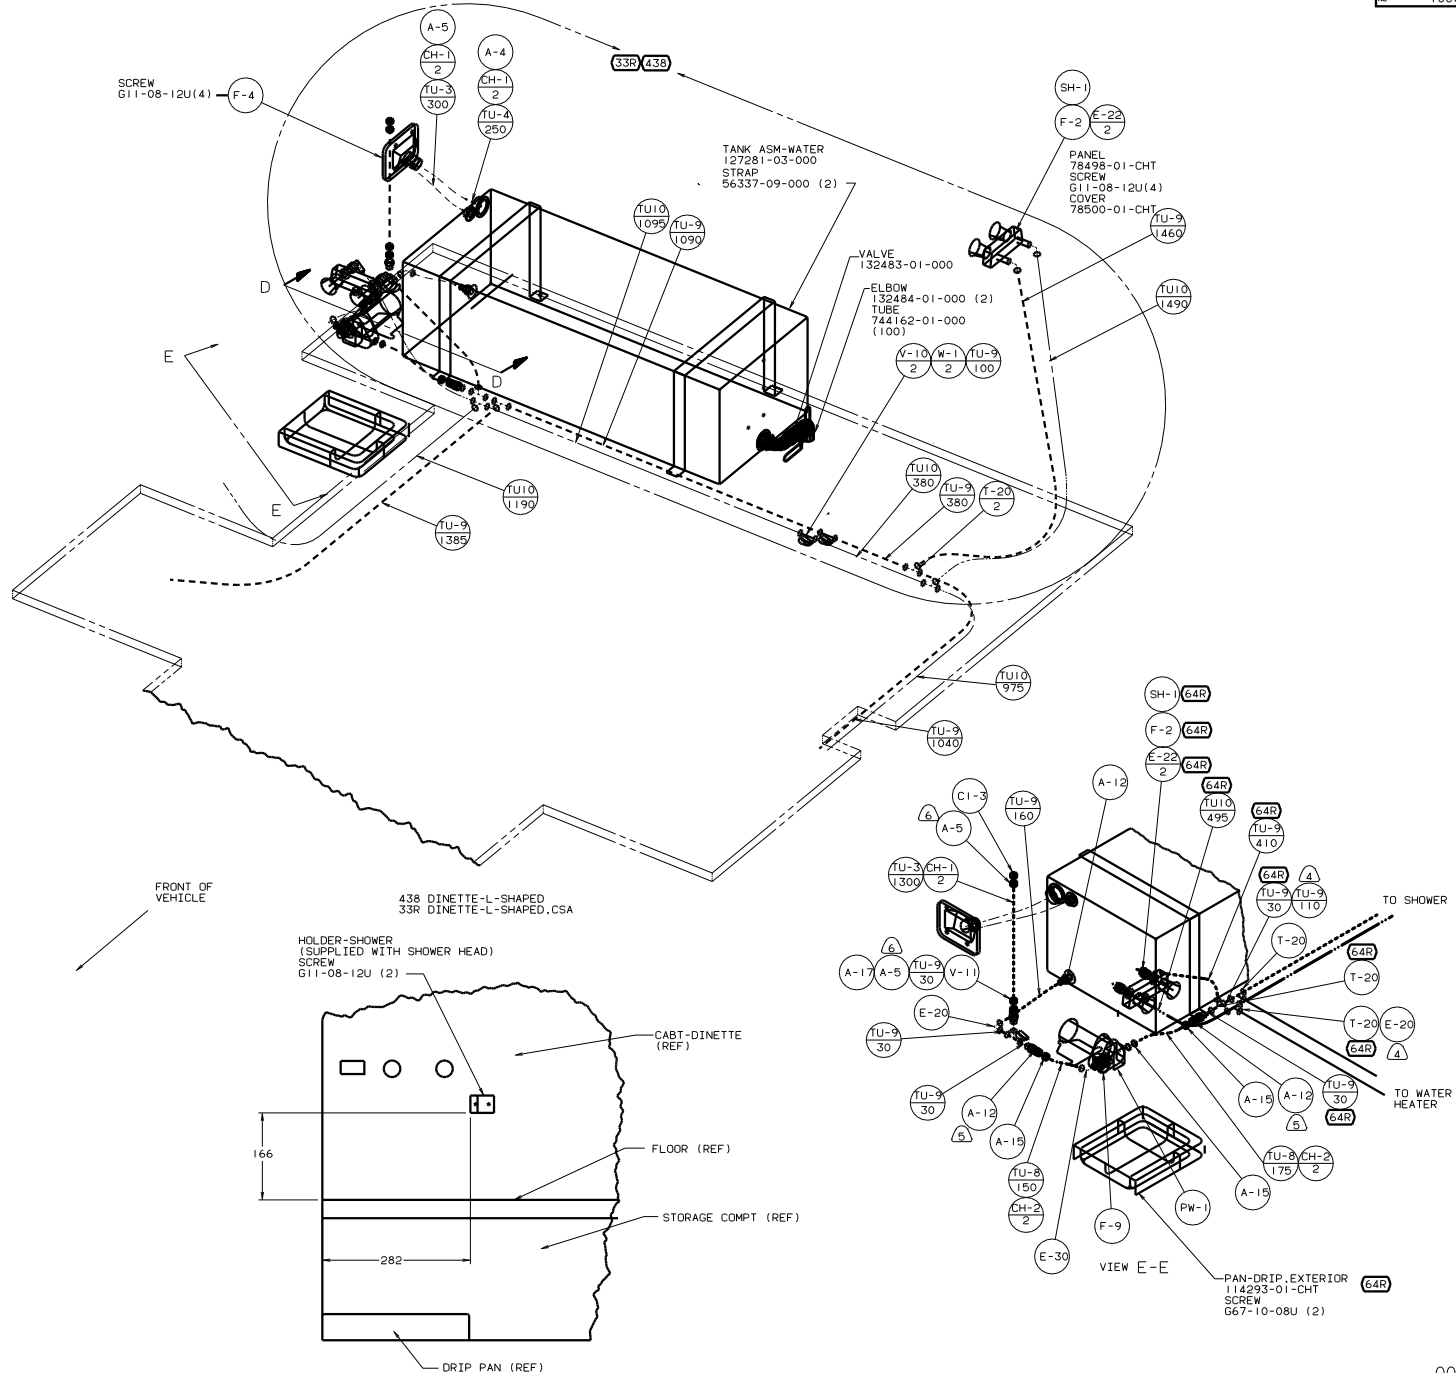 A-5
CH-1
2
TU-3
300
A-4
CH-1
2
TU-4
250
33R 438
SCREW
G11-08-12U(4)
F-4
SH-1
F-2
E-22
2
PANEL
78498-01-CHT
SCREW
G11-08-12U(4)
COVER
78500-01-CHT
TU-9
1460
TU10
1490
TANK ASM-WATER
127281-03-000
STRAP
56337-09-000 (2)
TU10
1095
TU-9
1090
VALVE
132483-01-000
ELBOW
132484-01-000 (2)
TUBE
744162-01-000
(100)
V-10
2
W-1
2
TU-9
100
D
D
E
E
TU10
1190
TU-9
1385
TU10
380
TU-9
380
T-20
2
TU10
975
TU-9
1040
FRONT OF
VEHICLE
438 DINETTE-L-SHAPED
33R DINETTE-L-SHAPED,CSA
HOLDER-SHOWER
(SUPPLIED WITH SHOWER HEAD)
SCREW
G11-08-12U (2)
CABT-DINETTE
(REF)
166
FLOOR (REF)
STORAGE COMPT (REF)
282
DRIP PAN (REF)
SH-1 64R
F-2 64R
E-22
2
64R
A-12
C1-3
TU-9
160
6
A-5
TU-3
1300
CH-1
2
64R
TU10
495
64R
TU-9
410
64R
4
TU-9
30
TU-9
110
TO SHOWER
T-20
64R
T-20
6
A-17
A-5
TU-9
30
V-11
E-20
TU-9
30
T-20
E-20
64R
4
TU-9
30
A-12
5
A-15
TU-8
150
CH-2
2
E-30
F-9
PW-1
A-15
TU-8
175
CH-2
2
A-15
A-12
5
TU-9
30
64R
TO WATER
HEATER
VIEW E-E
PAN-DRIP,EXTERIOR
114293-01-CHT
SCREW
G67-10-08U (2)
64R